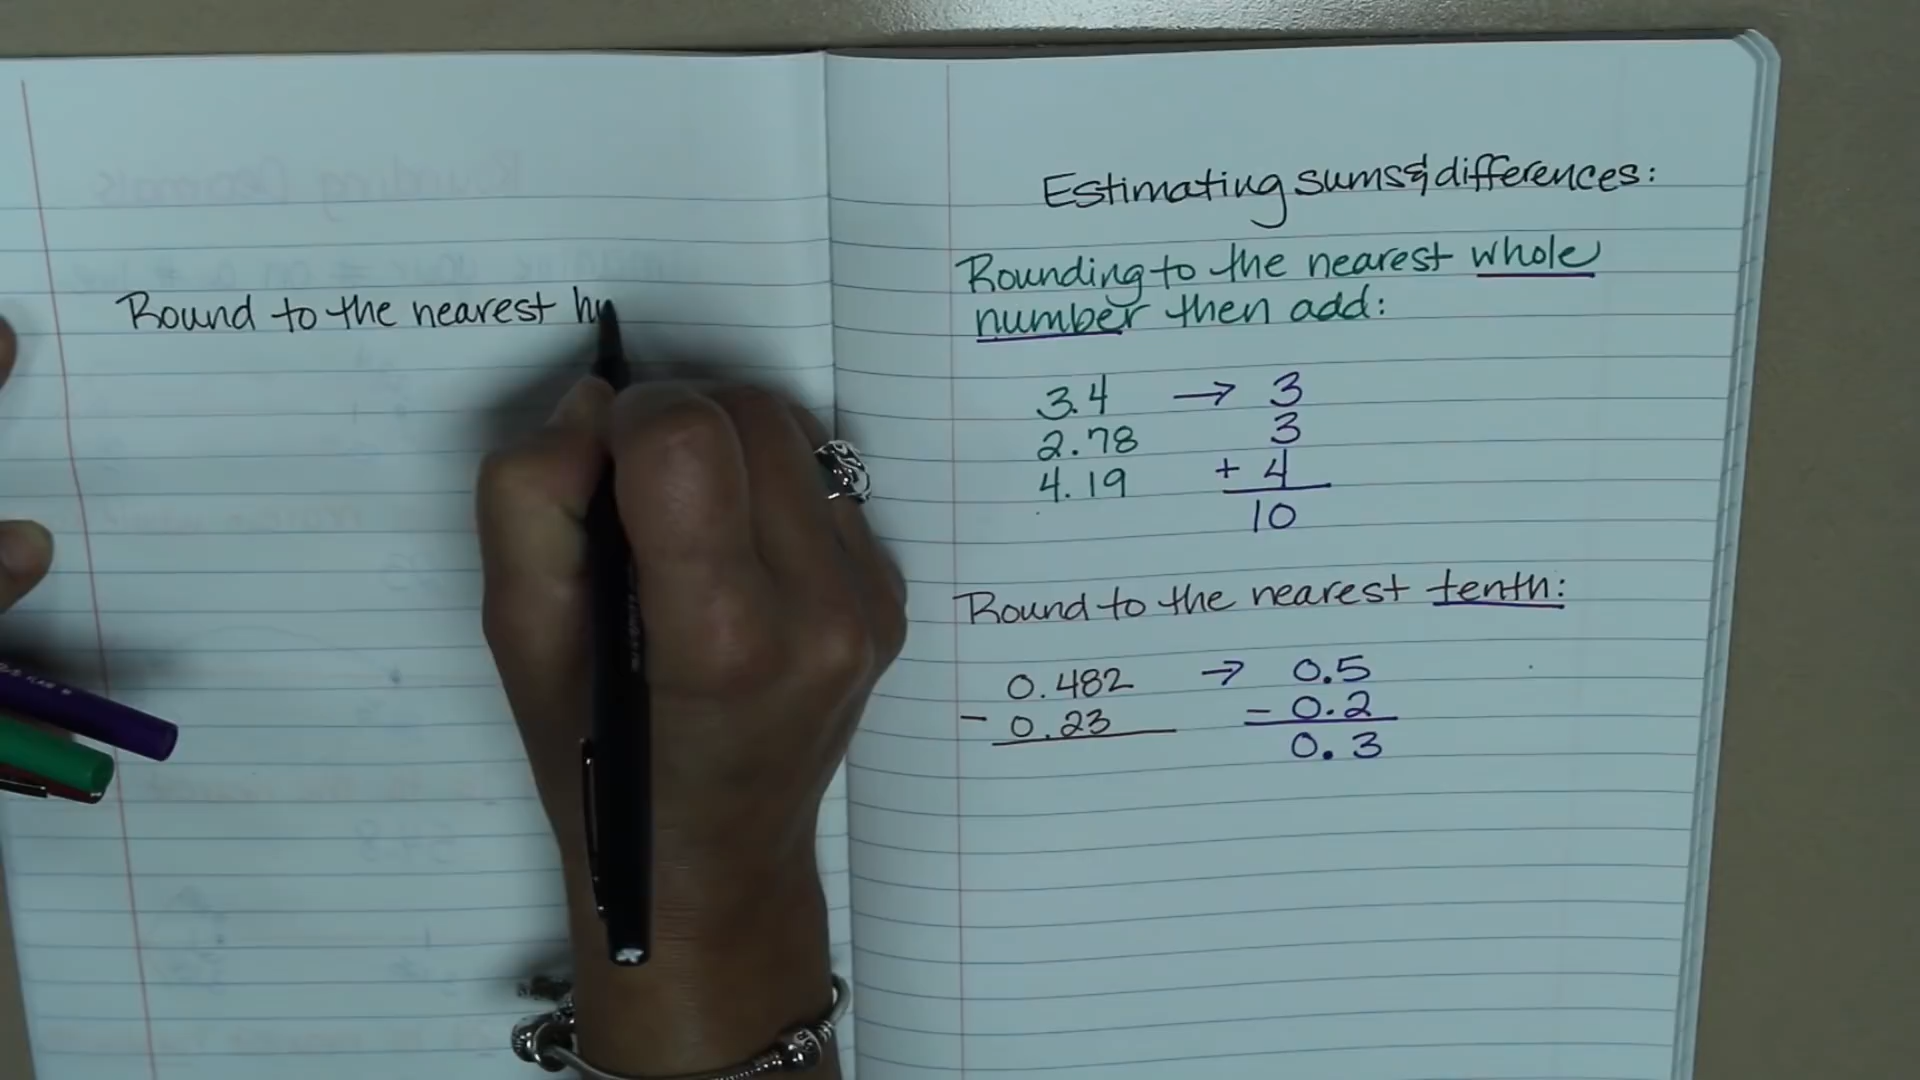 Round to the nearest hu
Estimating sums & differences:
Rounding to the nearest whole
number then add:
3.4 → 3
2.78 3
4.19 + 4
10
Round to the nearest tenth:
0.482 → 0.5
- 0.23 - 0.2
0.3